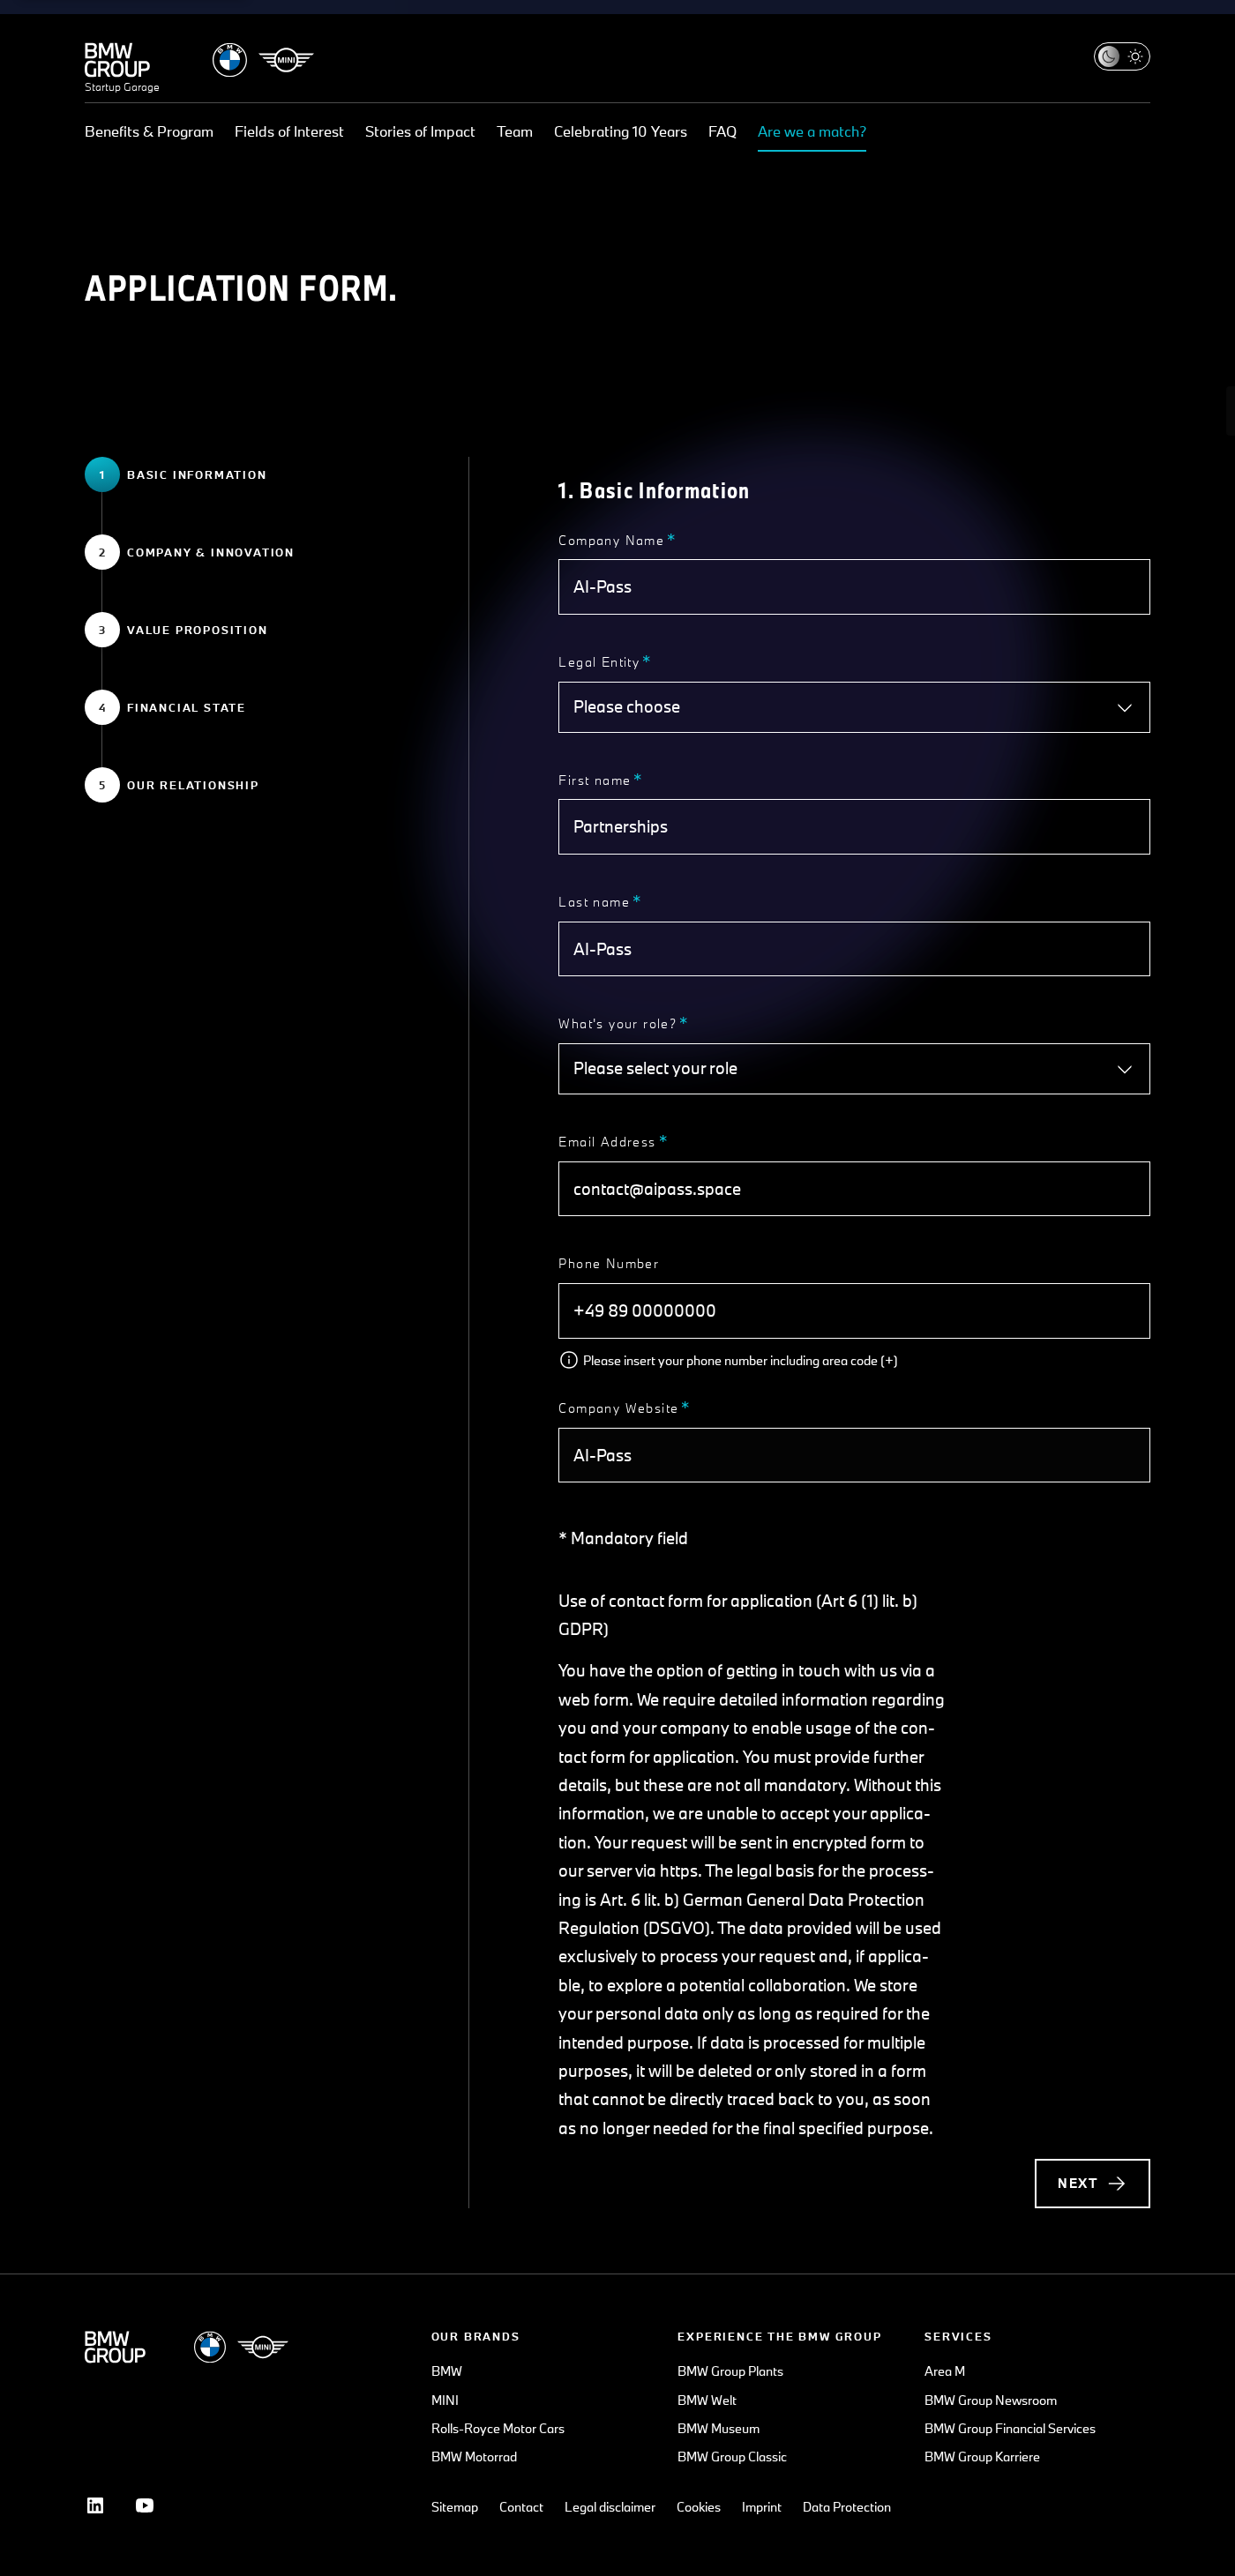 BMW
GROUP
Startup Garage
MINI
Benefits & Program Fields of Interest Stories of Impact Team Celebrating 10 Years FAQ Are we a match?
APPLICATION FORM.
1 BASIC INFORMATION
2 COMPANY & INNOVATION
3 VALUE PROPOSITION
4 FINANCIAL STATE
5 OUR RELATIONSHIP
1. Basic Information
Company Name *
AI-Pass
Legal Entity *
Please choose
First name *
Partnerships
Last name *
AI-Pass
What's your role? *
Please select your role
Email Address *
contact@aipass.space
Phone Number
+49 89 00000000
Please insert your phone number including area code (+)
Company Website *
AI-Pass
* Mandatory field
Use of contact form for application (Art 6 (1) lit. b)
GDPR)
You have the option of getting in touch with us via a
web form. We require detailed information regarding
you and your company to enable usage of the con-
tact form for application. You must provide further
details, but these are not all mandatory. Without this
information, we are unable to accept your applica-
tion. Your request will be sent in encrypted form to
our server via https. The legal basis for the process-
ing is Art. 6 lit. b) German General Data Protection
Regulation (DSGVO). The data provided will be used
exclusively to process your request and, if applica-
ble, to explore a potential collaboration. We store
your personal data only as long as required for the
intended purpose. If data is processed for multiple
purposes, it will be deleted or only stored in a form
that cannot be directly traced back to you, as soon
as no longer needed for the final specified purpose.
NEXT
BMW
GROUP
MINI
OUR BRANDS
BMW
MINI
Rolls-Royce Motor Cars
BMW Motorrad
EXPERIENCE THE BMW GROUP
BMW Group Plants
BMW Welt
BMW Museum
BMW Group Classic
SERVICES
Area M
BMW Group Newsroom
BMW Group Financial Services
BMW Group Karriere
Sitemap Contact Legal disclaimer Cookies Imprint Data Protection